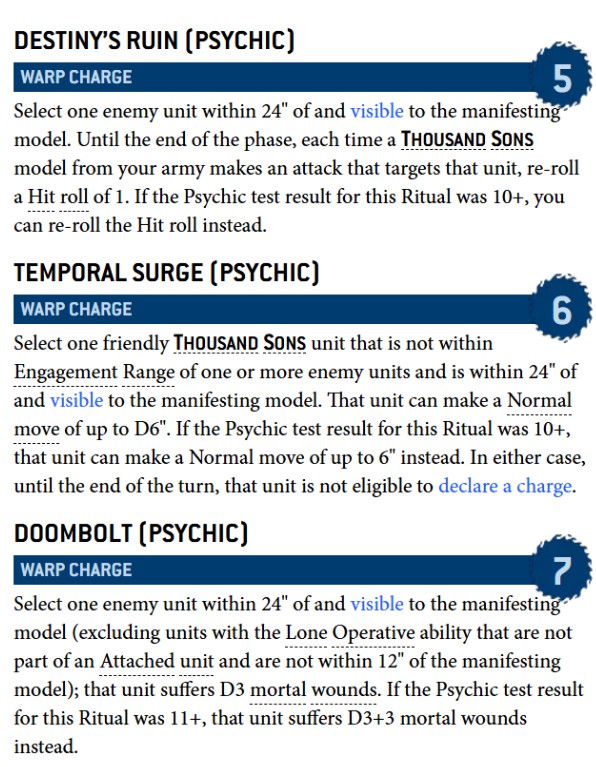 DESTINY’S RUIN (PSYCHIC)
WARP CHARGE 5
Select one enemy unit within 24" of and visible to the manifesting
model. Until the end of the phase, each time a THOUSAND SONS
model from your army makes an attack that targets that unit, re-roll
a Hit roll of 1. If the Psychic test result for this Ritual was 10+, you
can re-roll the Hit roll instead.
TEMPORAL SURGE (PSYCHIC)
WARP CHARGE 6
Select one friendly THOUSAND SONS unit that is not within
Engagement Range of one or more enemy units and is within 24" of
and visible to the manifesting model. That unit can make a Normal
move of up to D6". If the Psychic test result for this Ritual was 10+,
that unit can make a Normal move of up to 6" instead. In either case,
until the end of the turn, that unit is not eligible to declare a charge.
DOOMBOLT (PSYCHIC)
WARP CHARGE 7
Select one enemy unit within 24" of and visible to the manifesting
model (excluding units with the Lone Operative ability that are not
part of an Attached unit and are not within 12" of the manifesting
model); that unit suffers D3 mortal wounds. If the Psychic test result
for this Ritual was 11+, that unit suffers D3+3 mortal wounds
instead.